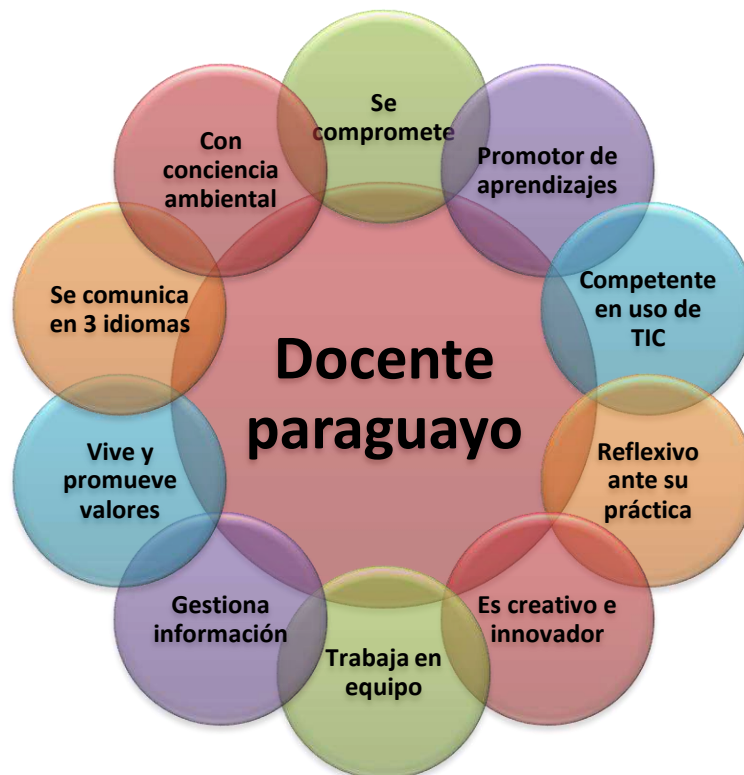 Se
compromete
Promotor de
aprendizajes
Competente
en uso de
TIC
Reflexivo
ante su
práctica
Es creativo e
innovador
Trabaja en
equipo
Gestiona
información
Vive y
promueve
valores
Se comunica
en 3 idiomas
Con
conciencia
ambiental
Docente
paraguayo